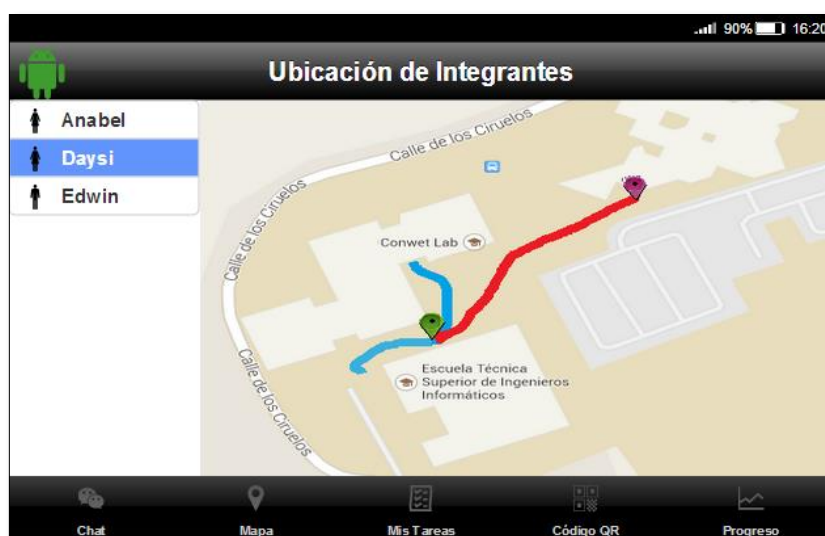 90% 16:20
Ubicación de Integrantes
Anabel
Daysi
Edwin
Calle de los Ciruelos
Calle de los Ciruelos
Conwet Lab
Calle de los Ciruelos
Escuela Técnica
Superior de Ingenieros
Informáticos
Chat Mapa Mis Tareas Código QR Progreso